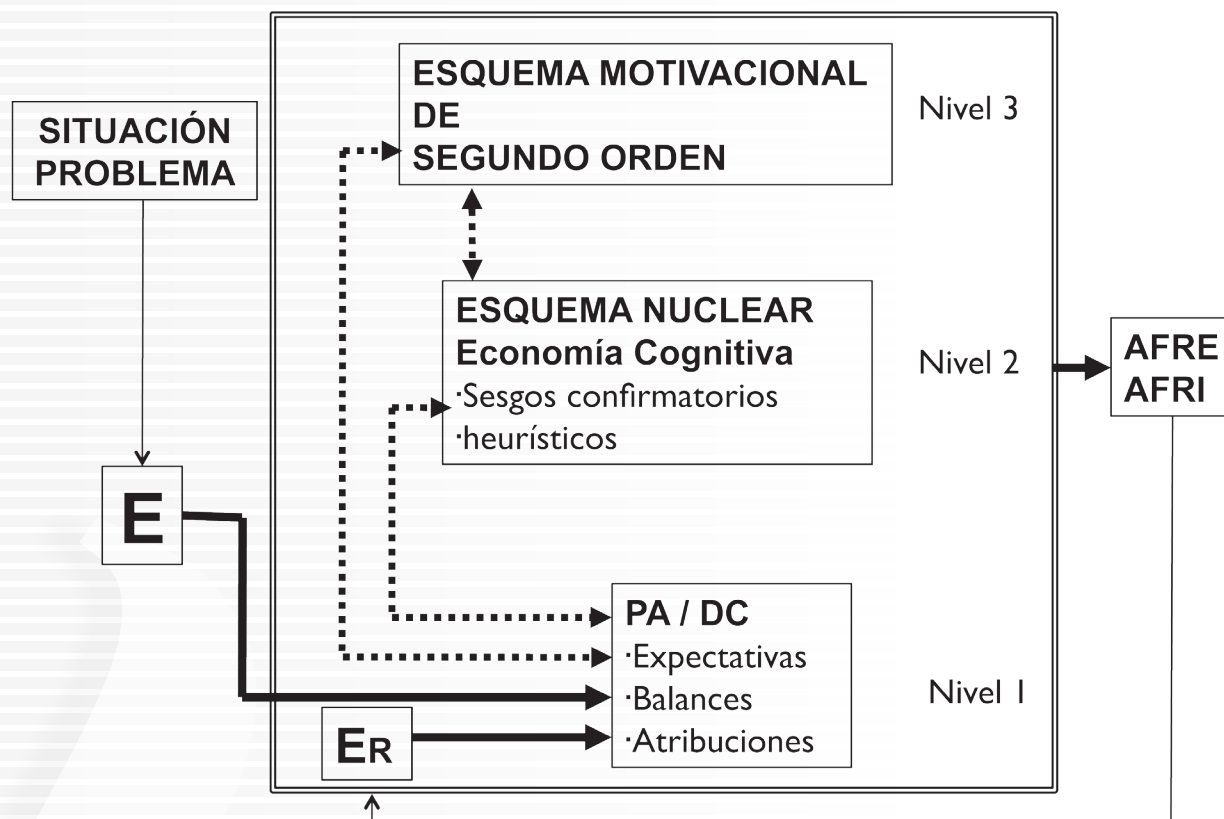 SITUACIÓN
PROBLEMA
ESQUEMA MOTIVACIONAL
DE
SEGUNDO ORDEN
Nivel 3
ESQUEMA NUCLEAR
Economía Cognitiva
·Sesgos confirmatorios
·heurísticos
Nivel 2
AFRE
AFRI
E
PA / DC
·Expectativas
·Balances
·Atribuciones
Nivel 1
ER